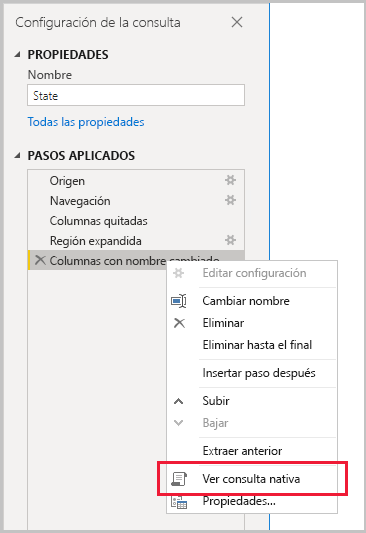 Configuración de la consulta
PROPIEDADES
Nombre
State
Todas las propiedades
PASOS APLICADOS
Origen
Navegación
Columnas quitadas
Región expandida
Columnas con nombre cambiado
Editar configuración
Cambiar nombre
Eliminar
Eliminar hasta el final
Insertar paso después
Subir
Bajar
Extraer anterior
Ver consulta nativa
Propiedades...